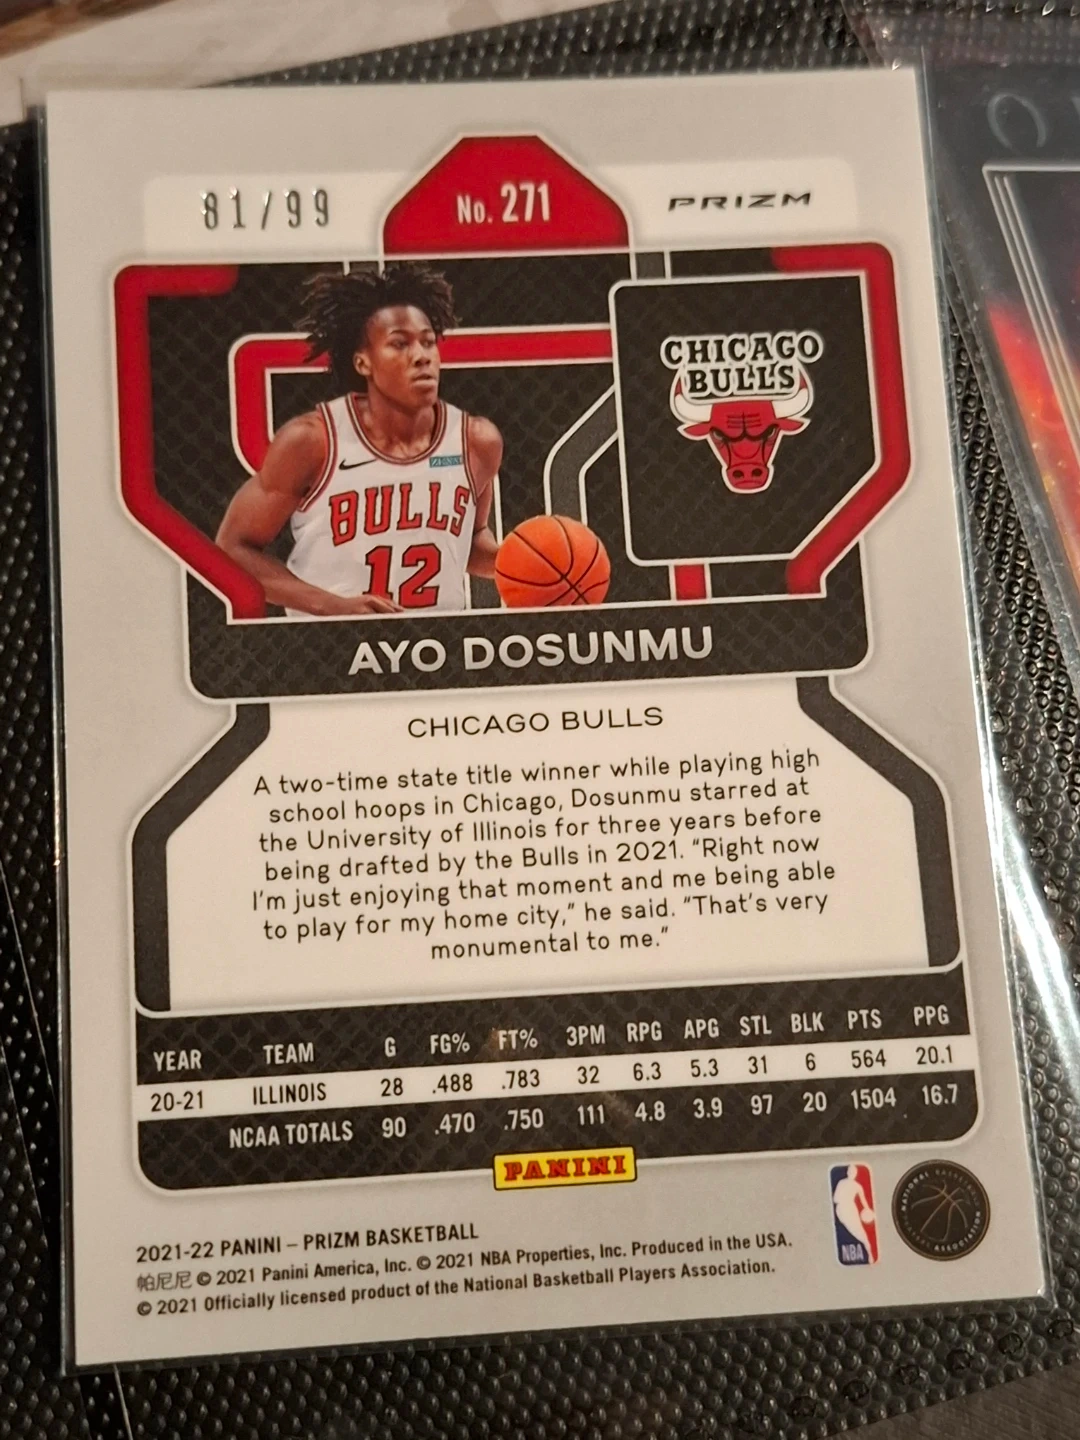 81/99
No. 271
PRIZM
CHICAGO
BULLS
BULLS
12
AYO DOSUNMU
CHICAGO BULLS
A two-time state title winner while playing high
school hoops in Chicago, Dosunmu starred at
the University of Illinois for three years before
being drafted by the Bulls in 2021. "Right now
I'm just enjoying that moment and me being able
to play for my home city," he said. "That's very
monumental to me."
YEAR TEAM G FG% FT% 3PM RPG APG STL BLK PTS PPG
20-21 ILLINOIS 28 .488 .783 32 6.3 5.3 31 6 564 20.1
NCAA TOTALS 90 .470 .750 111 4.8 3.9 97 20 1504 16.7
PANINI
NBA
NATIONAL BASKETBALL
ASSOCIATION
2021-22 PANINI – PRIZM BASKETBALL
帕尼尼 © 2021 Panini America, Inc. © 2021 NBA Properties, Inc. Produced in the USA.
© 2021 Officially licensed product of the National Basketball Players Association.